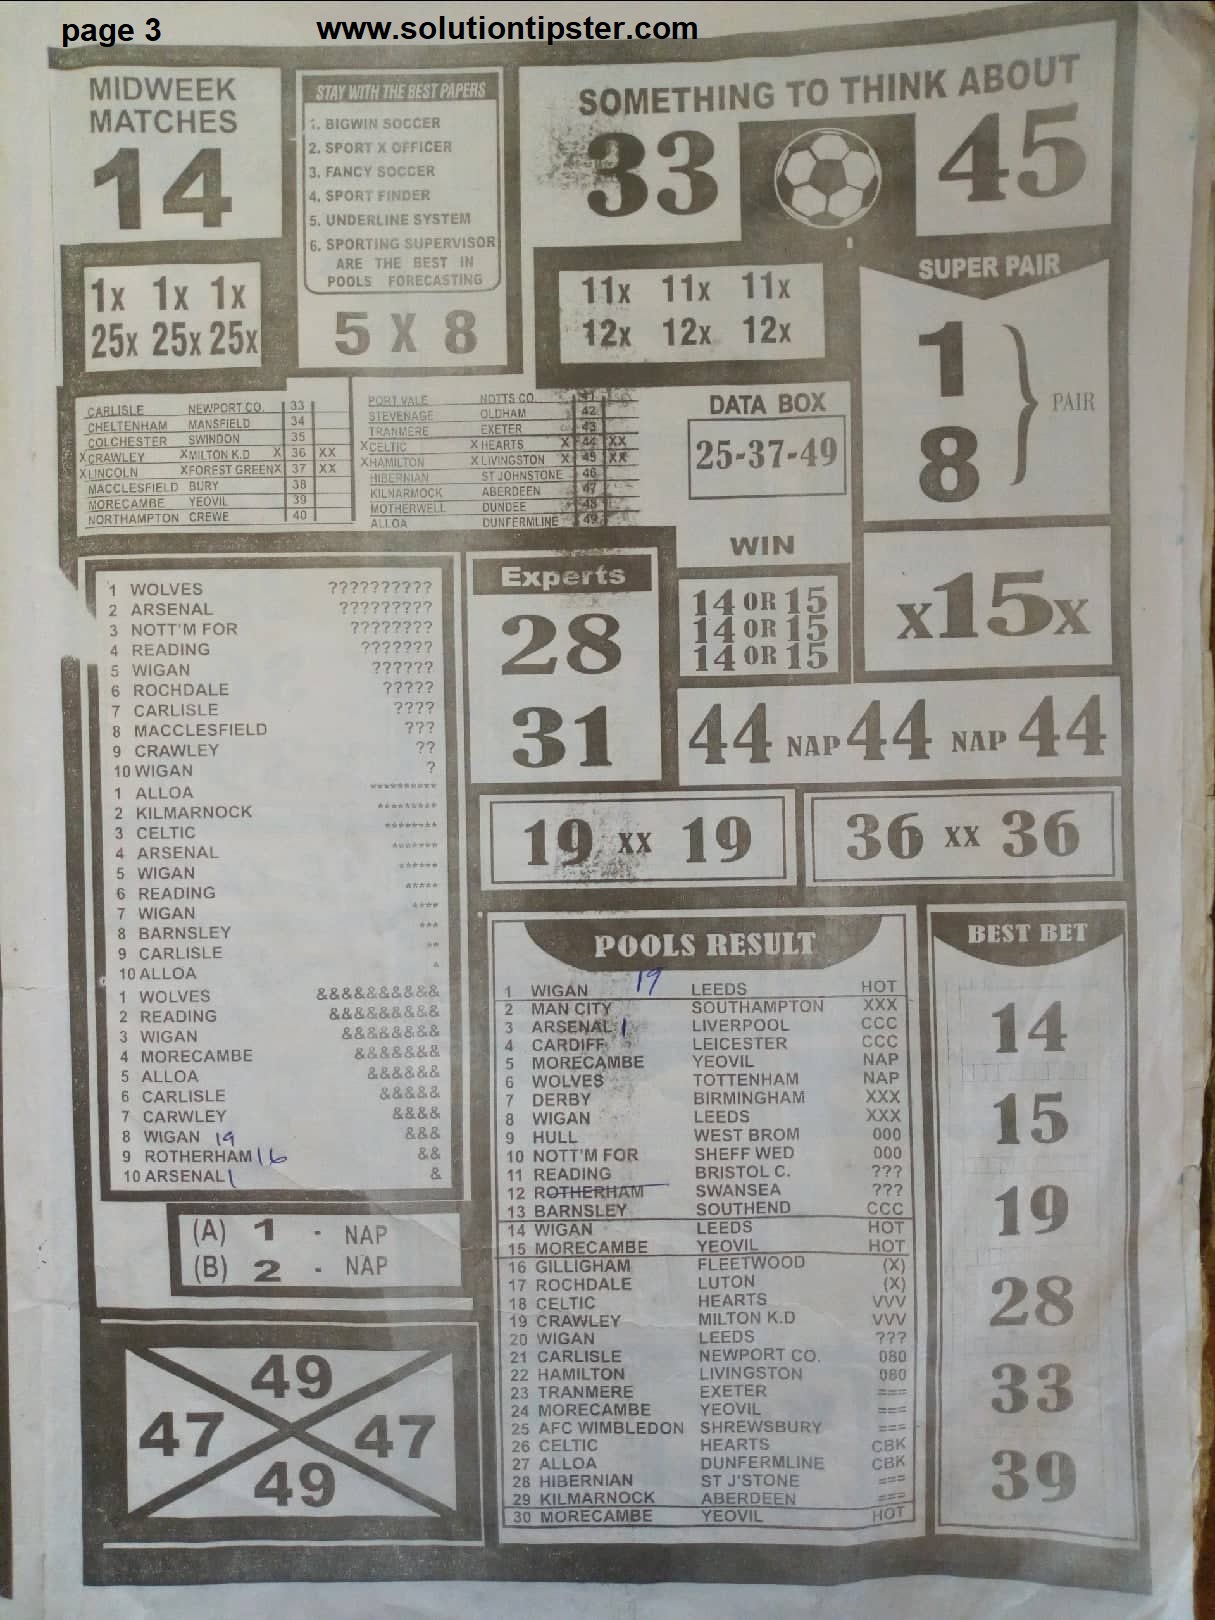 page 3
www.solutiontipster.com
MIDWEEK
MATCHES
14
STAY WITH THE BEST PAPERS
1. BIGWIN SOCCER
2. SPORT X OFFICER
3. FANCY SOCCER
4. SPORT FINDER
5. UNDERLINE SYSTEM
6. SPORTING SUPERVISOR
ARE THE BEST IN
POOLS FORECASTING
5 X 8
SOMETHING TO THINK ABOUT
33 45
1x 1x 1x
25x 25x 25x
11x 11x 11x
12x 12x 12x
SUPER PAIR
1
8
PAIR
CARLISLE NEWPORT CO. 33
CHELTENHAM MANSFIELD 34
COLCHESTER SWINDON 35
XCRAWLEY XMILTON K.D X 36 XX
XLINCOLN XFOREST GREENX 37 XX
MACCLESFIELD BURY 38
MORECAMBE YEOVIL 39
NORTHAMPTON CREWE 40
PORT VALE NOTTS CO. 41
STEVENAGE OLDHAM 42
TRANMERE EXETER 43
XCELTIC XHEARTS X 44 XX
XHAMILTON XLIVINGSTON X 45 XX
HIBERNIAN ST JOHNSTONE 46
KILNARMOCK ABERDEEN 47
MOTHERWELL DUNDEE 48
ALLOA DUNFERMLINE 49
DATA BOX
25-37-49
WIN
14 OR 15
14 OR 15
14 OR 15
x15x
1 WOLVES ??????????
2 ARSENAL ?????????
3 NOTT'M FOR ????????
4 READING ???????
5 WIGAN ??????
6 ROCHDALE ?????
7 CARLISLE ????
8 MACCLESFIELD ???
9 CRAWLEY ??
10 WIGAN ?
1 ALLOA **********
2 KILMARNOCK *********
3 CELTIC ********
4 ARSENAL *******
5 WIGAN ******
6 READING *****
7 WIGAN ****
8 BARNSLEY ***
9 CARLISLE **
10 ALLOA *
1 WOLVES &&&&&&&&&&
2 READING &&&&&&&&&
3 WIGAN &&&&&&&&
4 MORECAMBE &&&&&&&
5 ALLOA &&&&&&
6 CARLISLE &&&&&
7 CARWLEY &&&&
8 WIGAN 19 &&&
9 ROTHERHAM 16 &&
10 ARSENAL 1 &
Experts
28
31
44 NAP 44 NAP 44
19 xx 19
36 xx 36
(A) 1 - NAP
(B) 2 - NAP
49
47 47
49
POOLS RESULT
19
1 WIGAN LEEDS HOT
2 MAN CITY SOUTHAMPTON XXX
3 ARSENAL 1 LIVERPOOL CCC
4 CARDIFF LEICESTER CCC
5 MORECAMBE YEOVIL NAP
6 WOLVES TOTTENHAM NAP
7 DERBY BIRMINGHAM XXX
8 WIGAN LEEDS XXX
9 HULL WEST BROM 000
10 NOTT'M FOR SHEFF WED 000
11 READING BRISTOL C. ???
12 ROTHERHAM SWANSEA ???
13 BARNSLEY SOUTHEND CCC
14 WIGAN LEEDS HOT
15 MORECAMBE YEOVIL HOT
16 GILLIGHAM FLEETWOOD (X)
17 ROCHDALE LUTON (X)
18 CELTIC HEARTS VVV
19 CRAWLEY MILTON K.D VVV
20 WIGAN LEEDS ???
21 CARLISLE NEWPORT CO. 080
22 HAMILTON LIVINGSTON 080
23 TRANMERE EXETER ===
24 MORECAMBE YEOVIL ===
25 AFC WIMBLEDON SHREWSBURY ===
26 CELTIC HEARTS CBK
27 ALLOA DUNFERMLINE CBK
28 HIBERNIAN ST J'STONE ===
29 KILMARNOCK ABERDEEN ===
30 MORECAMBE YEOVIL HOT
BEST BET
14
15
19
28
33
39